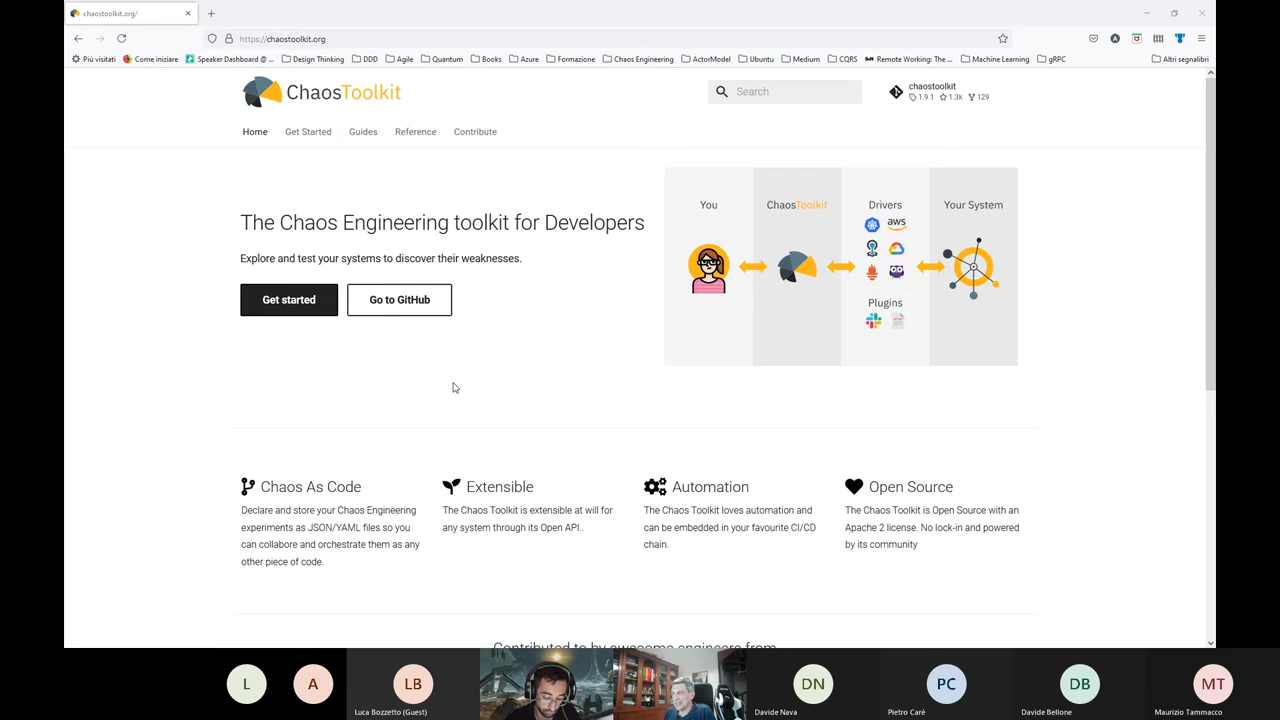 chaostoolkit.org/
https://chaostoolkit.org
Più visitati
Come iniziare
Speaker Dashboard @ ...
Design Thinking
DDD
Agile
Quantum
Books
Azure
Formazione
Chaos Engineering
ActorModel
Ubuntu
Medium
CQRS
Remote Working: The ...
Machine Learning
gRPC
Altri segnalibri
ChaosToolkit
Search
chaostoolkit
1.9.1 1.3k 129
Home
Get Started
Guides
Reference
Contribute
The Chaos Engineering toolkit for Developers
Explore and test your systems to discover their weaknesses.
Get started
Go to GitHub
You
ChaosToolkit
Drivers
Your System
aws
Plugins
Chaos As Code
Declare and store your Chaos Engineering
experiments as JSON/YAML files so you
can collabore and orchestrate them as any
other piece of code.
Extensible
The Chaos Toolkit is extensible at will for
any system through its Open API..
Automation
The Chaos Toolkit loves automation and
can be embedded in your favourite CI/CD
chain.
Open Source
The Chaos Toolkit is Open Source with an
Apache 2 license. No lock-in and powered
by its community
Contributed to by awesome engineers from
L
A
LB
Luca Bozzetto (Guest)
DN
Davide Nava
PC
Pietro Carè
DB
Davide Bellone
MT
Maurizio Tammacco